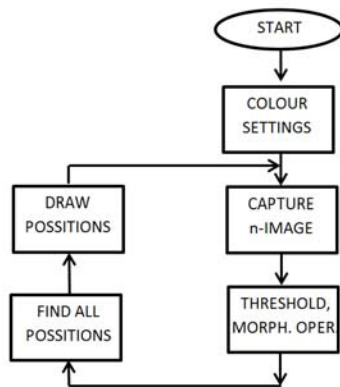 START
COLOUR
SETTINGS
CAPTURE
n-IMAGE
THRESHOLD,
MORPH. OPER.
FIND ALL
POSSITIONS
DRAW
POSSITIONS